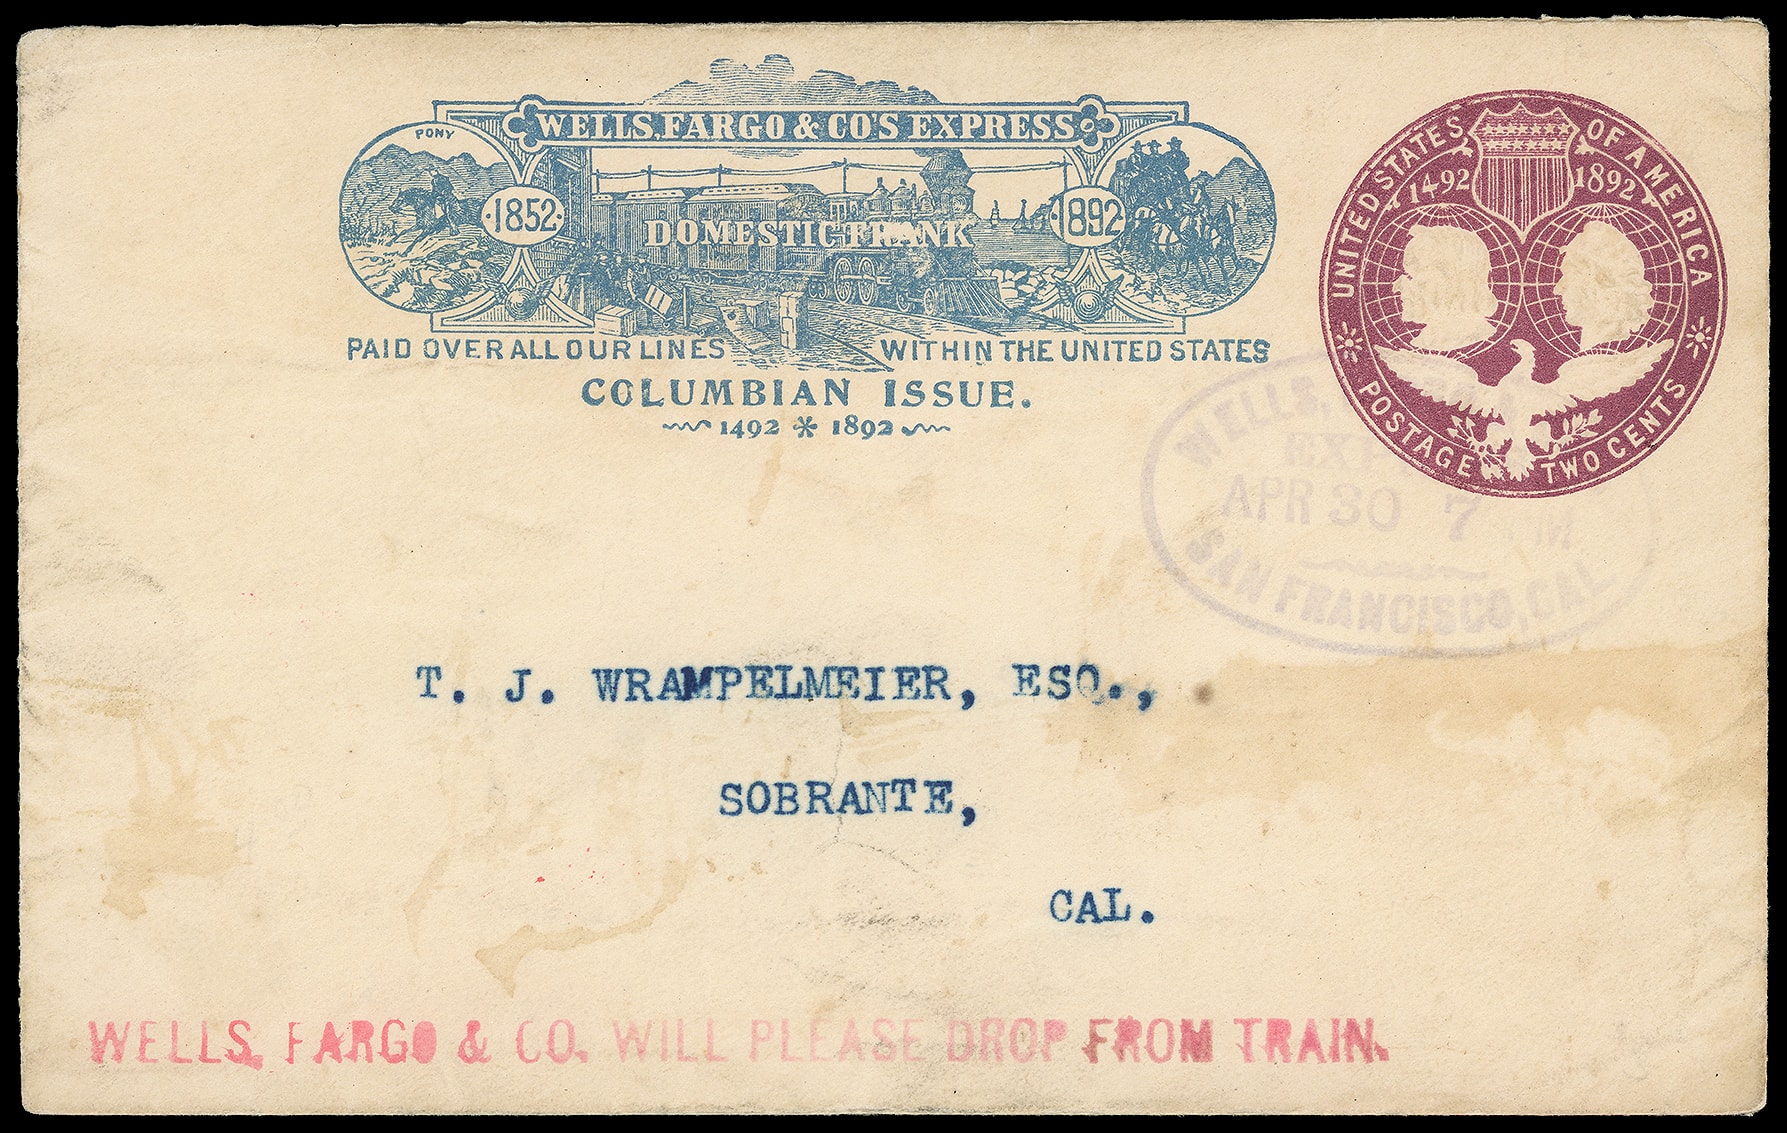 WELLS, FARGO & CO'S EXPRESS
PONY
1852
1892
DOMESTIC FRANK
PAID OVER ALL OUR LINES WITHIN THE UNITED STATES
COLUMBIAN ISSUE.
1492 * 1892
UNITED STATES OF AMERICA
1492 1892
POSTAGE TWO CENTS
WELLS,
APR 30 7 M
SAN FRANCISCO, CAL
T. J. WRAMPELMEIER, ESQ.,
SOBRANTE,
CAL.
WELLS, FARGO & CO. WILL PLEASE DROP FROM TRAIN.